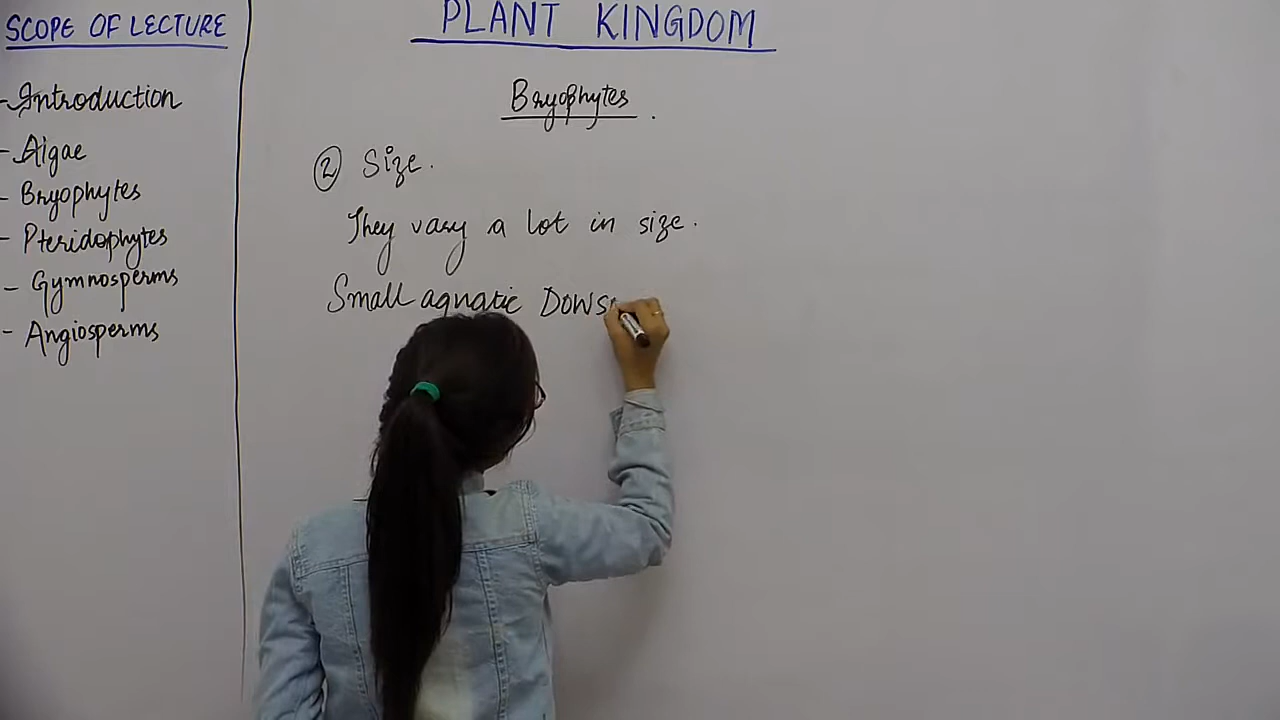 SCOPE OF LECTURE
- Introduction
- Algae
- Bryophytes
- Pteridophytes
- Gymnosperms
- Angiosperms
PLANT KINGDOM
Bryophytes.
② Size.
They vary a lot in size.
Small aquatic